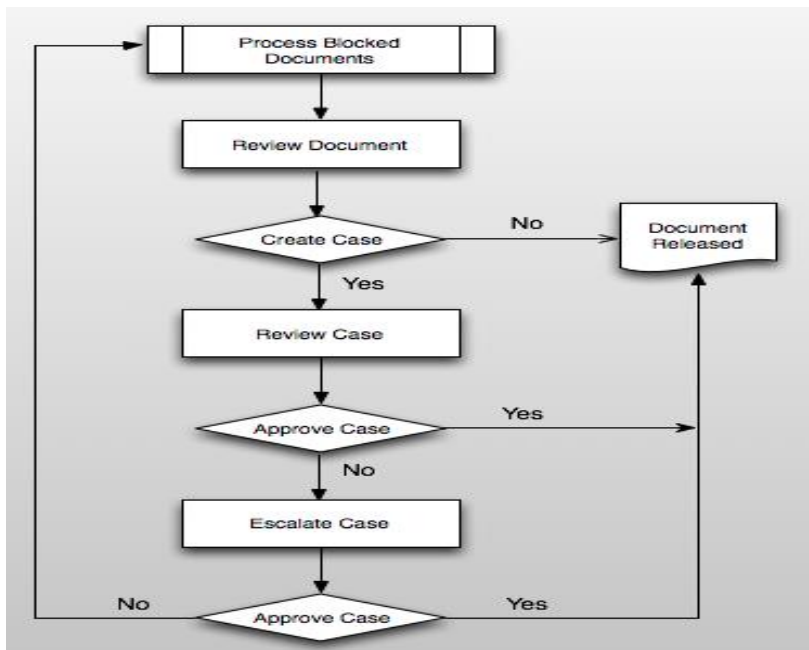 Process Blocked
Documents
Review Document
Create Case
No
Document
Released
Yes
Review Case
Approve Case
Yes
No
Escalate Case
No
Approve Case
Yes